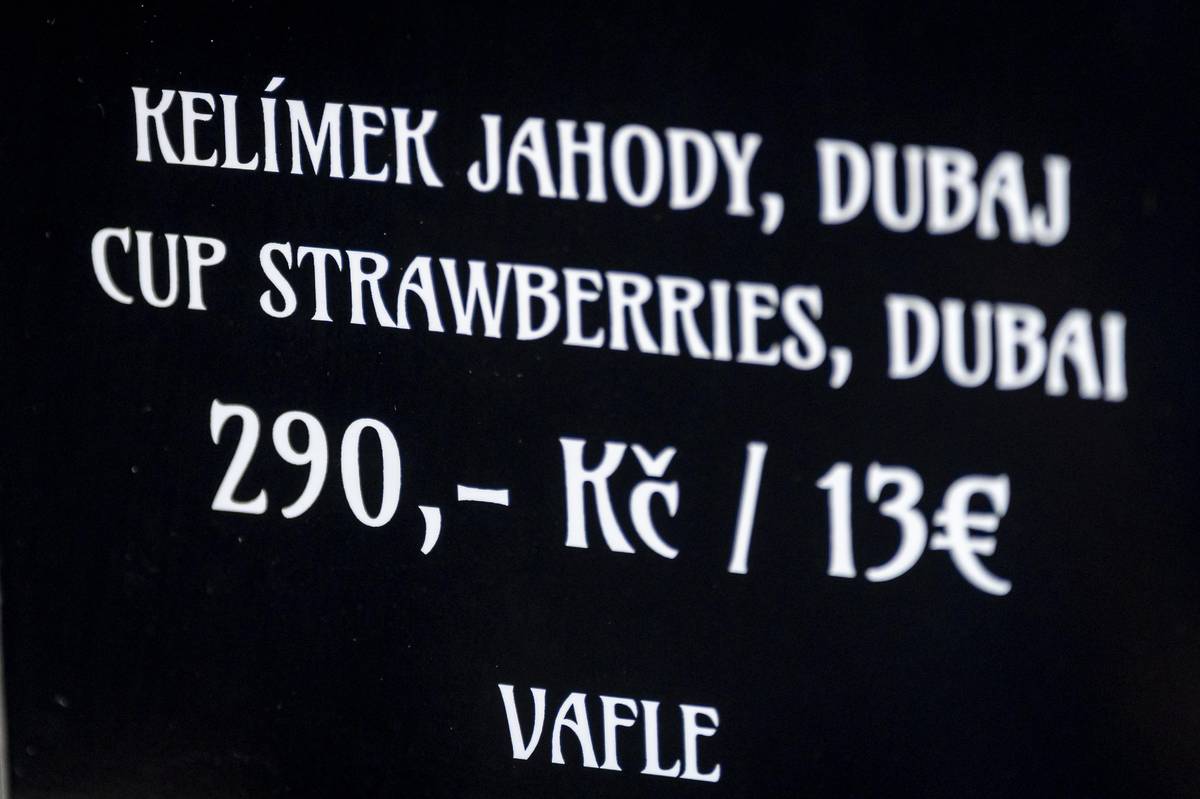 KELÍMEK JAHODY, DUBAJ
CUP STRAWBERRIES, DUBAI
290,- Kč / 13€
VAFLE